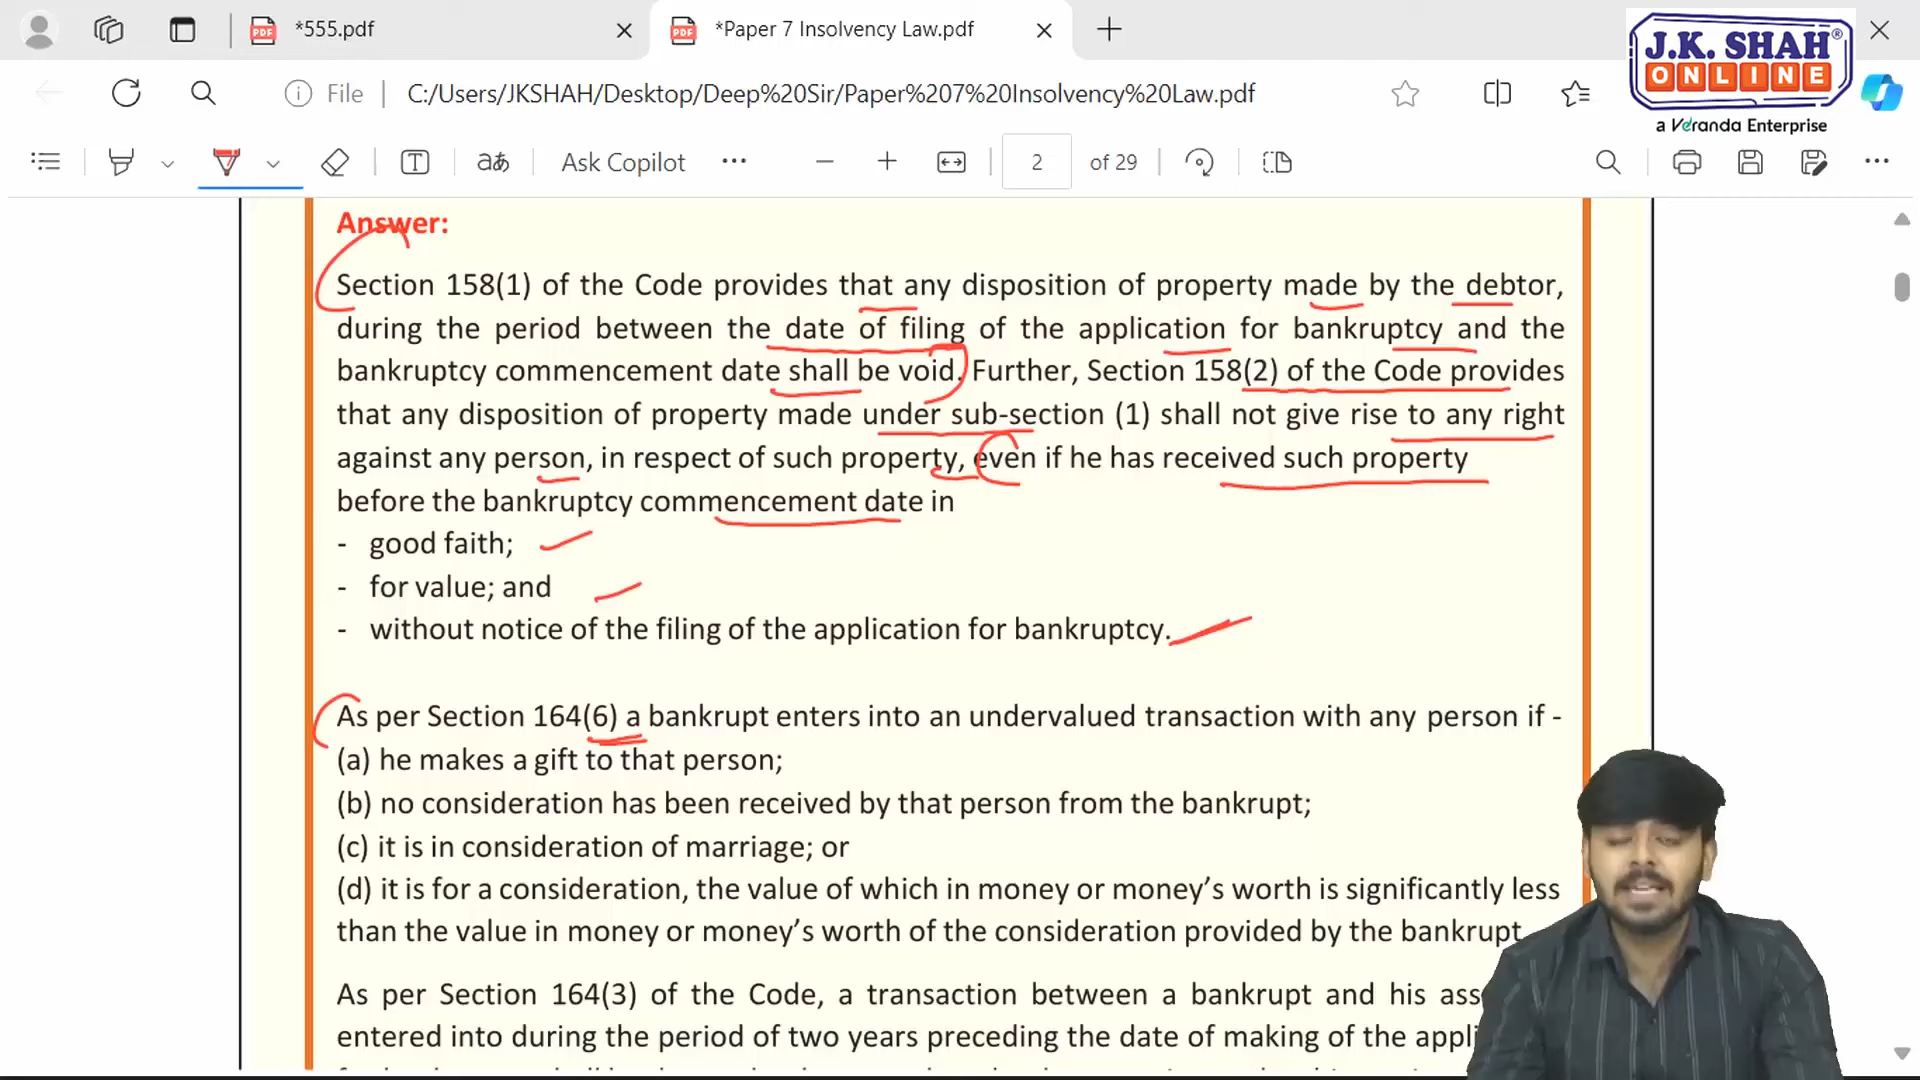 *555.pdf
*Paper 7 Insolvency Law.pdf
J.K. SHAH®
ONLINE
a Veranda Enterprise
File
C:/Users/JKSHAH/Desktop/Deep%20Sir/Paper%207%20Insolvency%20Law.pdf
Ask Copilot
2 of 29
Answer:
Section 158(1) of the Code provides that any disposition of property made by the debtor,
during the period between the date of filing of the application for bankruptcy and the
bankruptcy commencement date shall be void. Further, Section 158(2) of the Code provides
that any disposition of property made under sub-section (1) shall not give rise to any right
against any person, in respect of such property, even if he has received such property
before the bankruptcy commencement date in
- good faith;
- for value; and
- without notice of the filing of the application for bankruptcy.
As per Section 164(6) a bankrupt enters into an undervalued transaction with any person if -
(a) he makes a gift to that person;
(b) no consideration has been received by that person from the bankrupt;
(c) it is in consideration of marriage; or
(d) it is for a consideration, the value of which in money or money's worth is significantly less
than the value in money or money's worth of the consideration provided by the bankrupt
As per Section 164(3) of the Code, a transaction between a bankrupt and his
entered into during the period of two years preceding the date of making of the